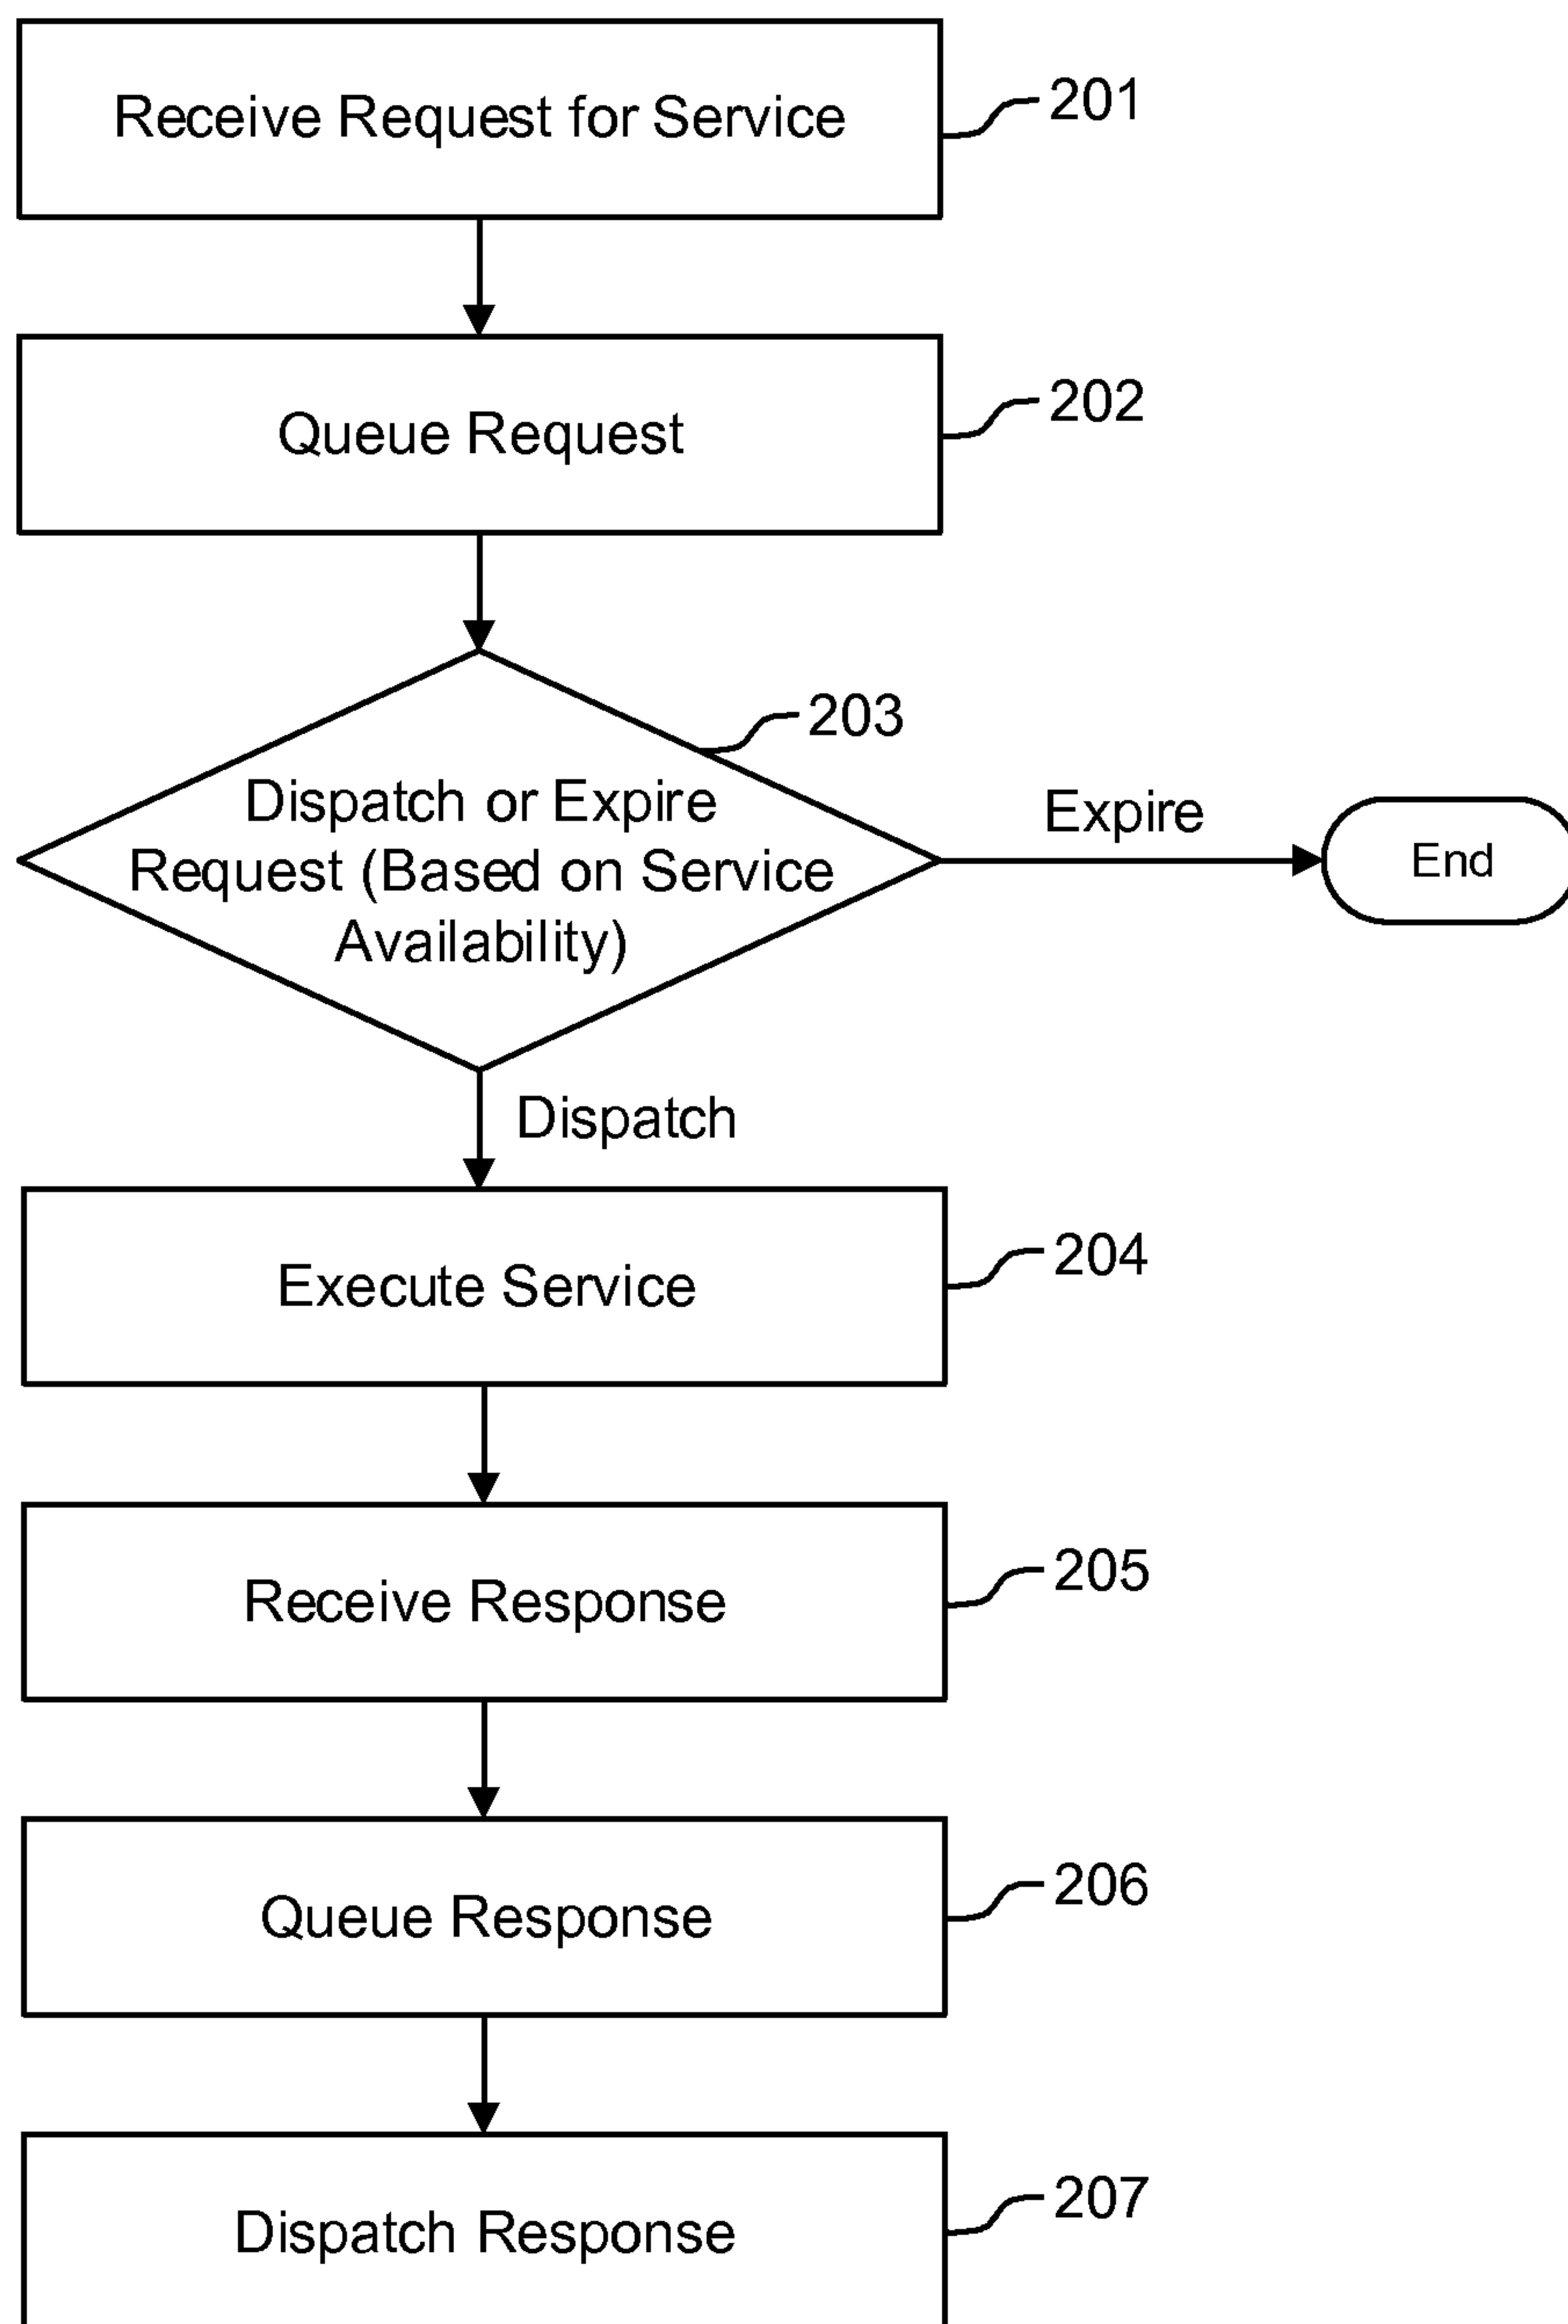 Receive Request for Service
201
Queue Request
202
203
Dispatch or Expire
Request (Based on Service
Availability)
Expire
End
Dispatch
Execute Service
204
Receive Response
205
Queue Response
206
Dispatch Response
207